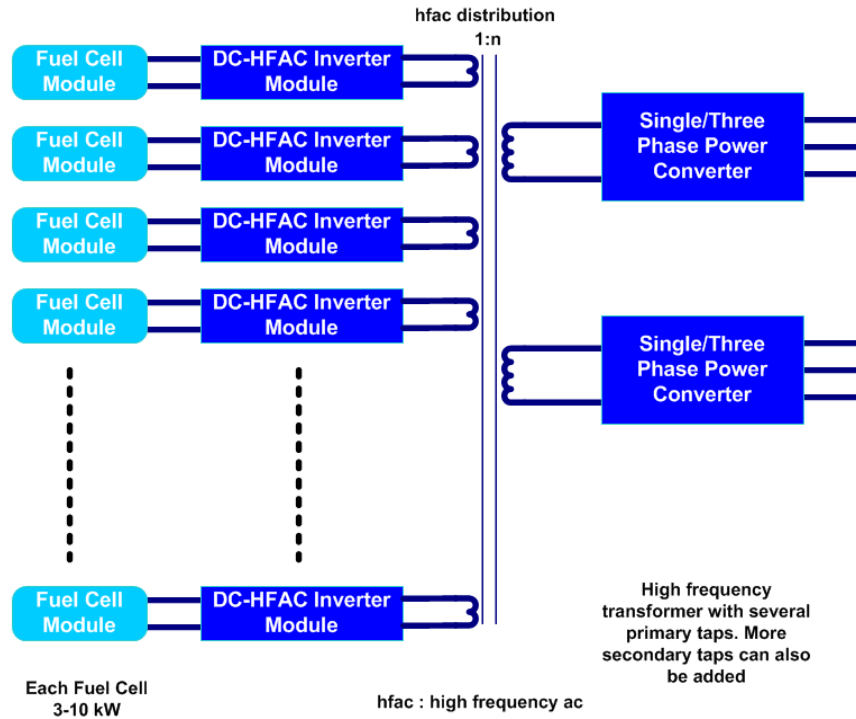 hfac distribution
1:n
Fuel Cell
Module
DC-HFAC Inverter
Module
Fuel Cell
Module
DC-HFAC Inverter
Module
Fuel Cell
Module
DC-HFAC Inverter
Module
Fuel Cell
Module
DC-HFAC Inverter
Module
Fuel Cell
Module
DC-HFAC Inverter
Module
Single/Three
Phase Power
Converter
Single/Three
Phase Power
Converter
High frequency
transformer with several
primary taps. More
secondary taps can also
be added
Each Fuel Cell
3-10 kW
hfac : high frequency ac